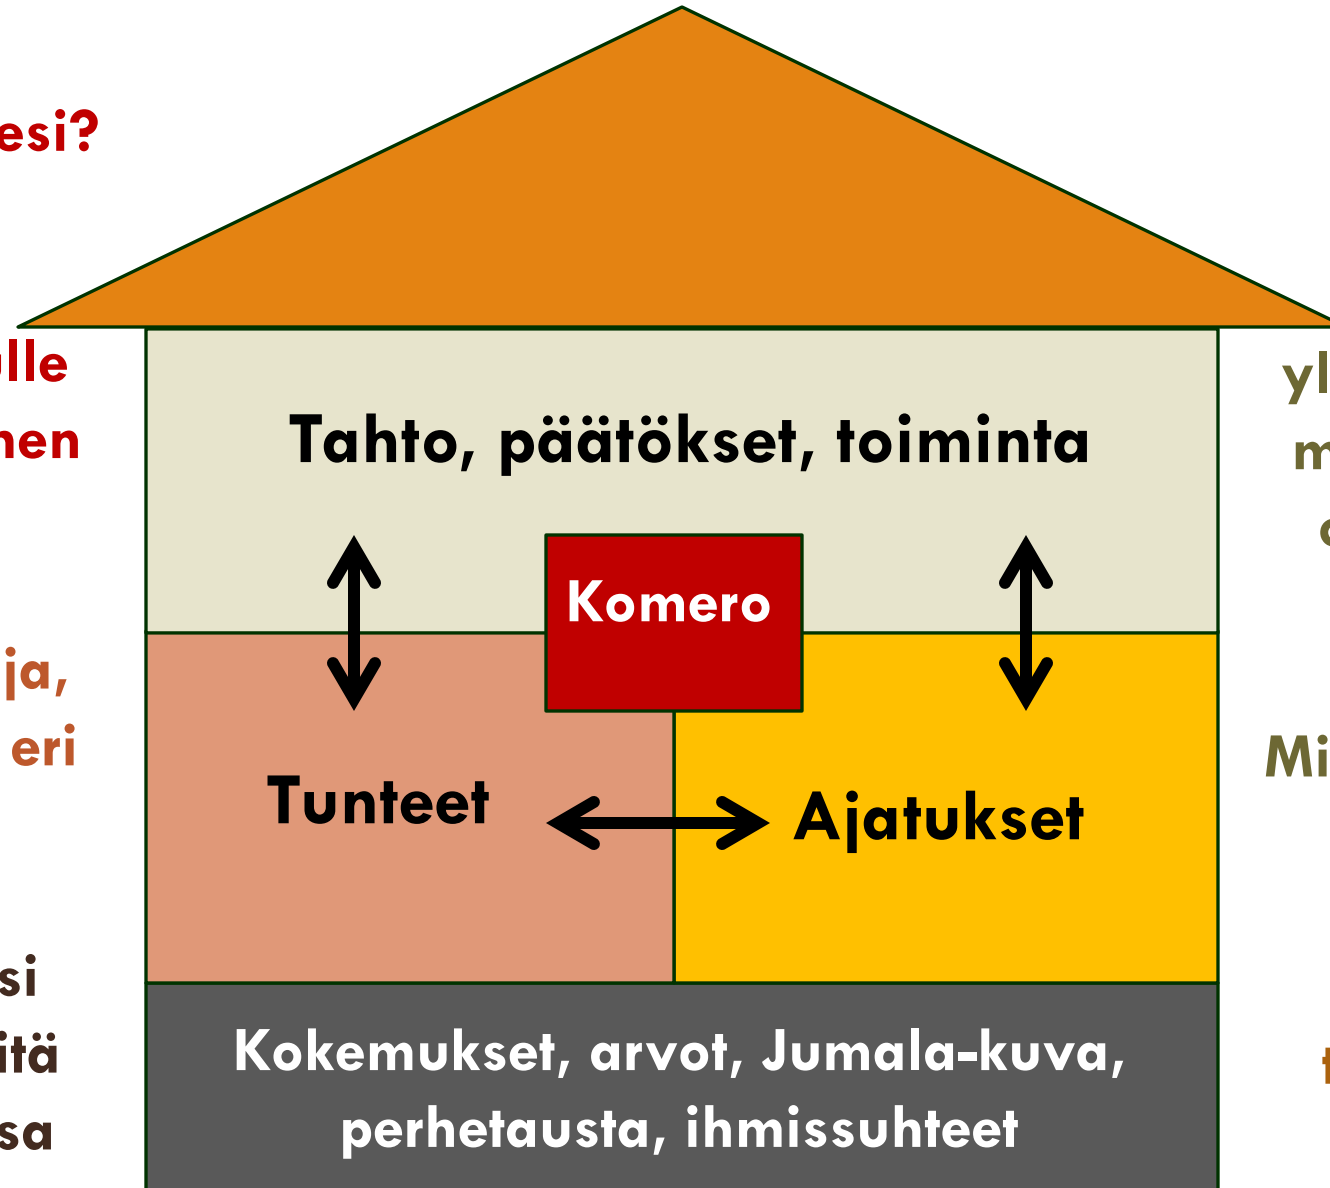 esi?
lle
nen
Tahto, päätökset, toiminta
Komero
ja,
eri
Tunteet
Ajatukset
Mi
si
itä
sa
Kokemukset, arvot, Jumala-kuva,
perhetausta, ihmissuhteet
yl
m